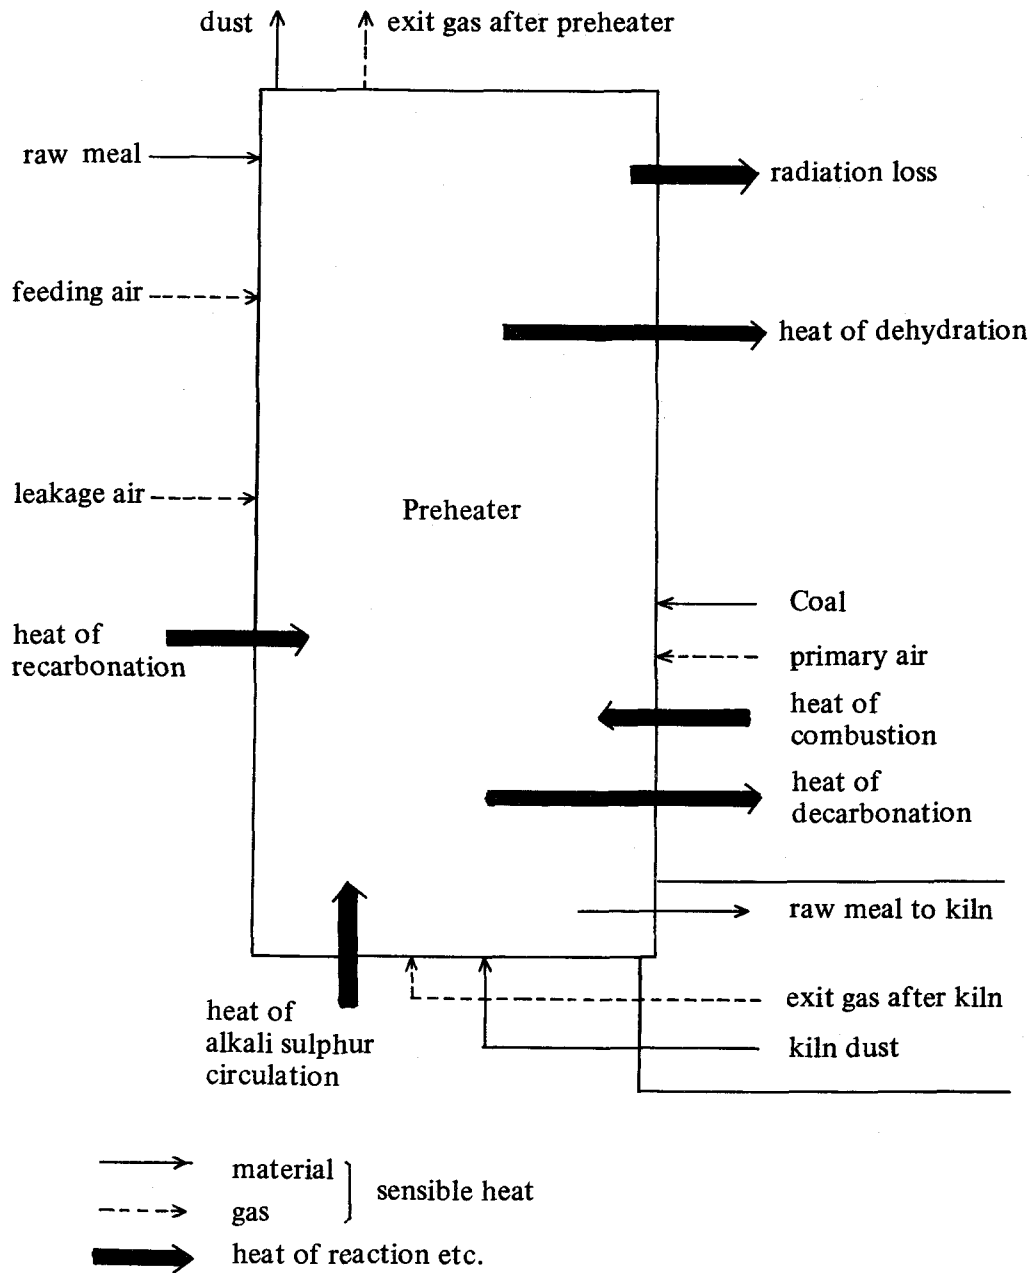 dust
exit gas after preheater
raw meal
radiation loss
feeding air
heat of dehydration
leakage air
Preheater
Coal
heat of
recarbonation
primary air
heat of
combustion
heat of
decarbonation
raw meal to kiln
exit gas after kiln
heat of
alkali sulphur
circulation
kiln dust
material
gas
sensible heat
heat of reaction etc.